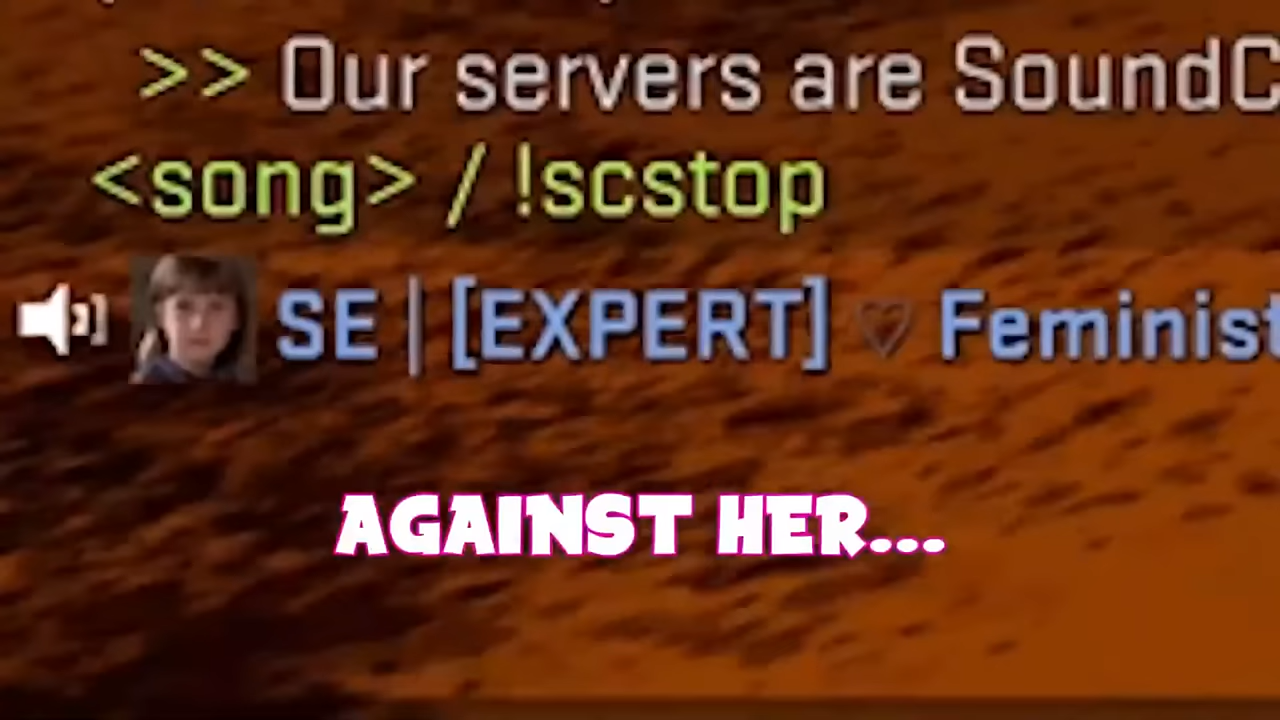 >> Our servers are SoundC
<song> / !scstop
SE | [EXPERT] ♡ Feminist
AGAINST HER...